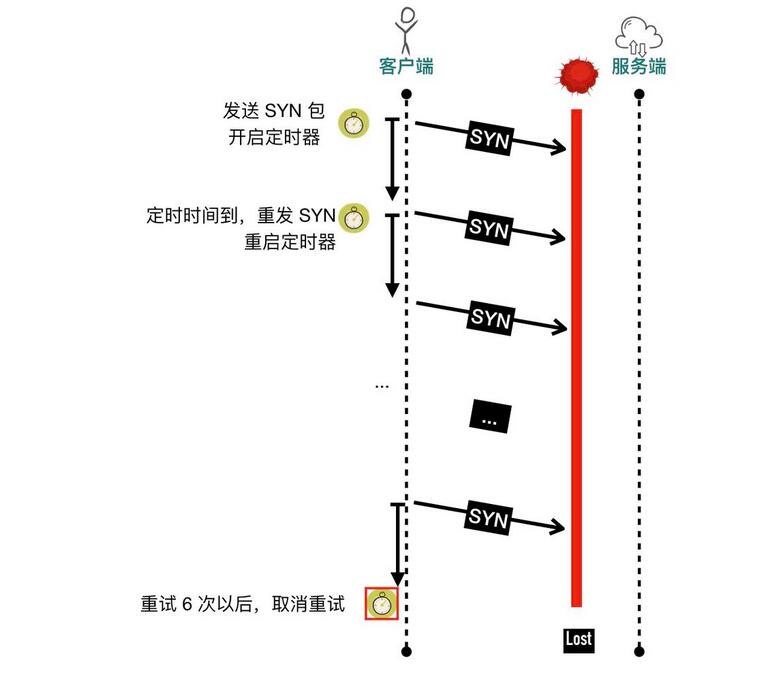 客户端
服务端
发送 SYN 包
开启定时器
SYN
定时时间到，重发 SYN
重启定时器
SYN
SYN
...
...
SYN
重试 6 次以后，取消重试
Lost